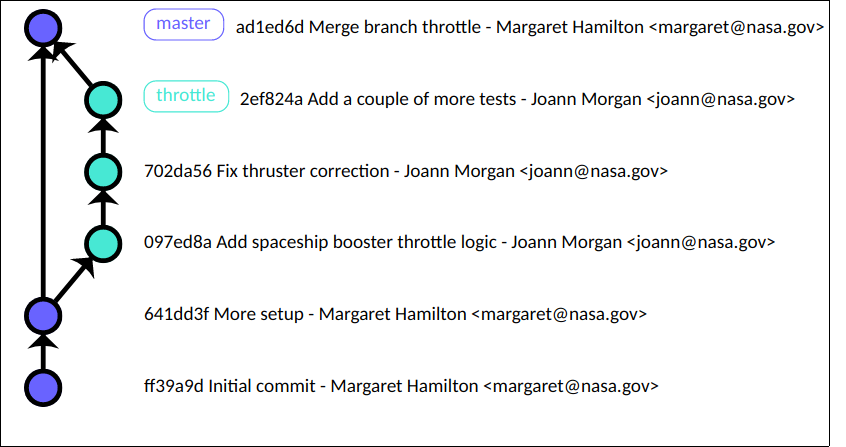 master ad1ed6d Merge branch throttle - Margaret Hamilton <margaret@nasa.gov>
throttle 2ef824a Add a couple of more tests - Joann Morgan <joann@nasa.gov>
702da56 Fix thruster correction - Joann Morgan <joann@nasa.gov>
097ed8a Add spaceship booster throttle logic - Joann Morgan <joann@nasa.gov>
641dd3f More setup - Margaret Hamilton <margaret@nasa.gov>
ff39a9d Initial commit - Margaret Hamilton <margaret@nasa.gov>